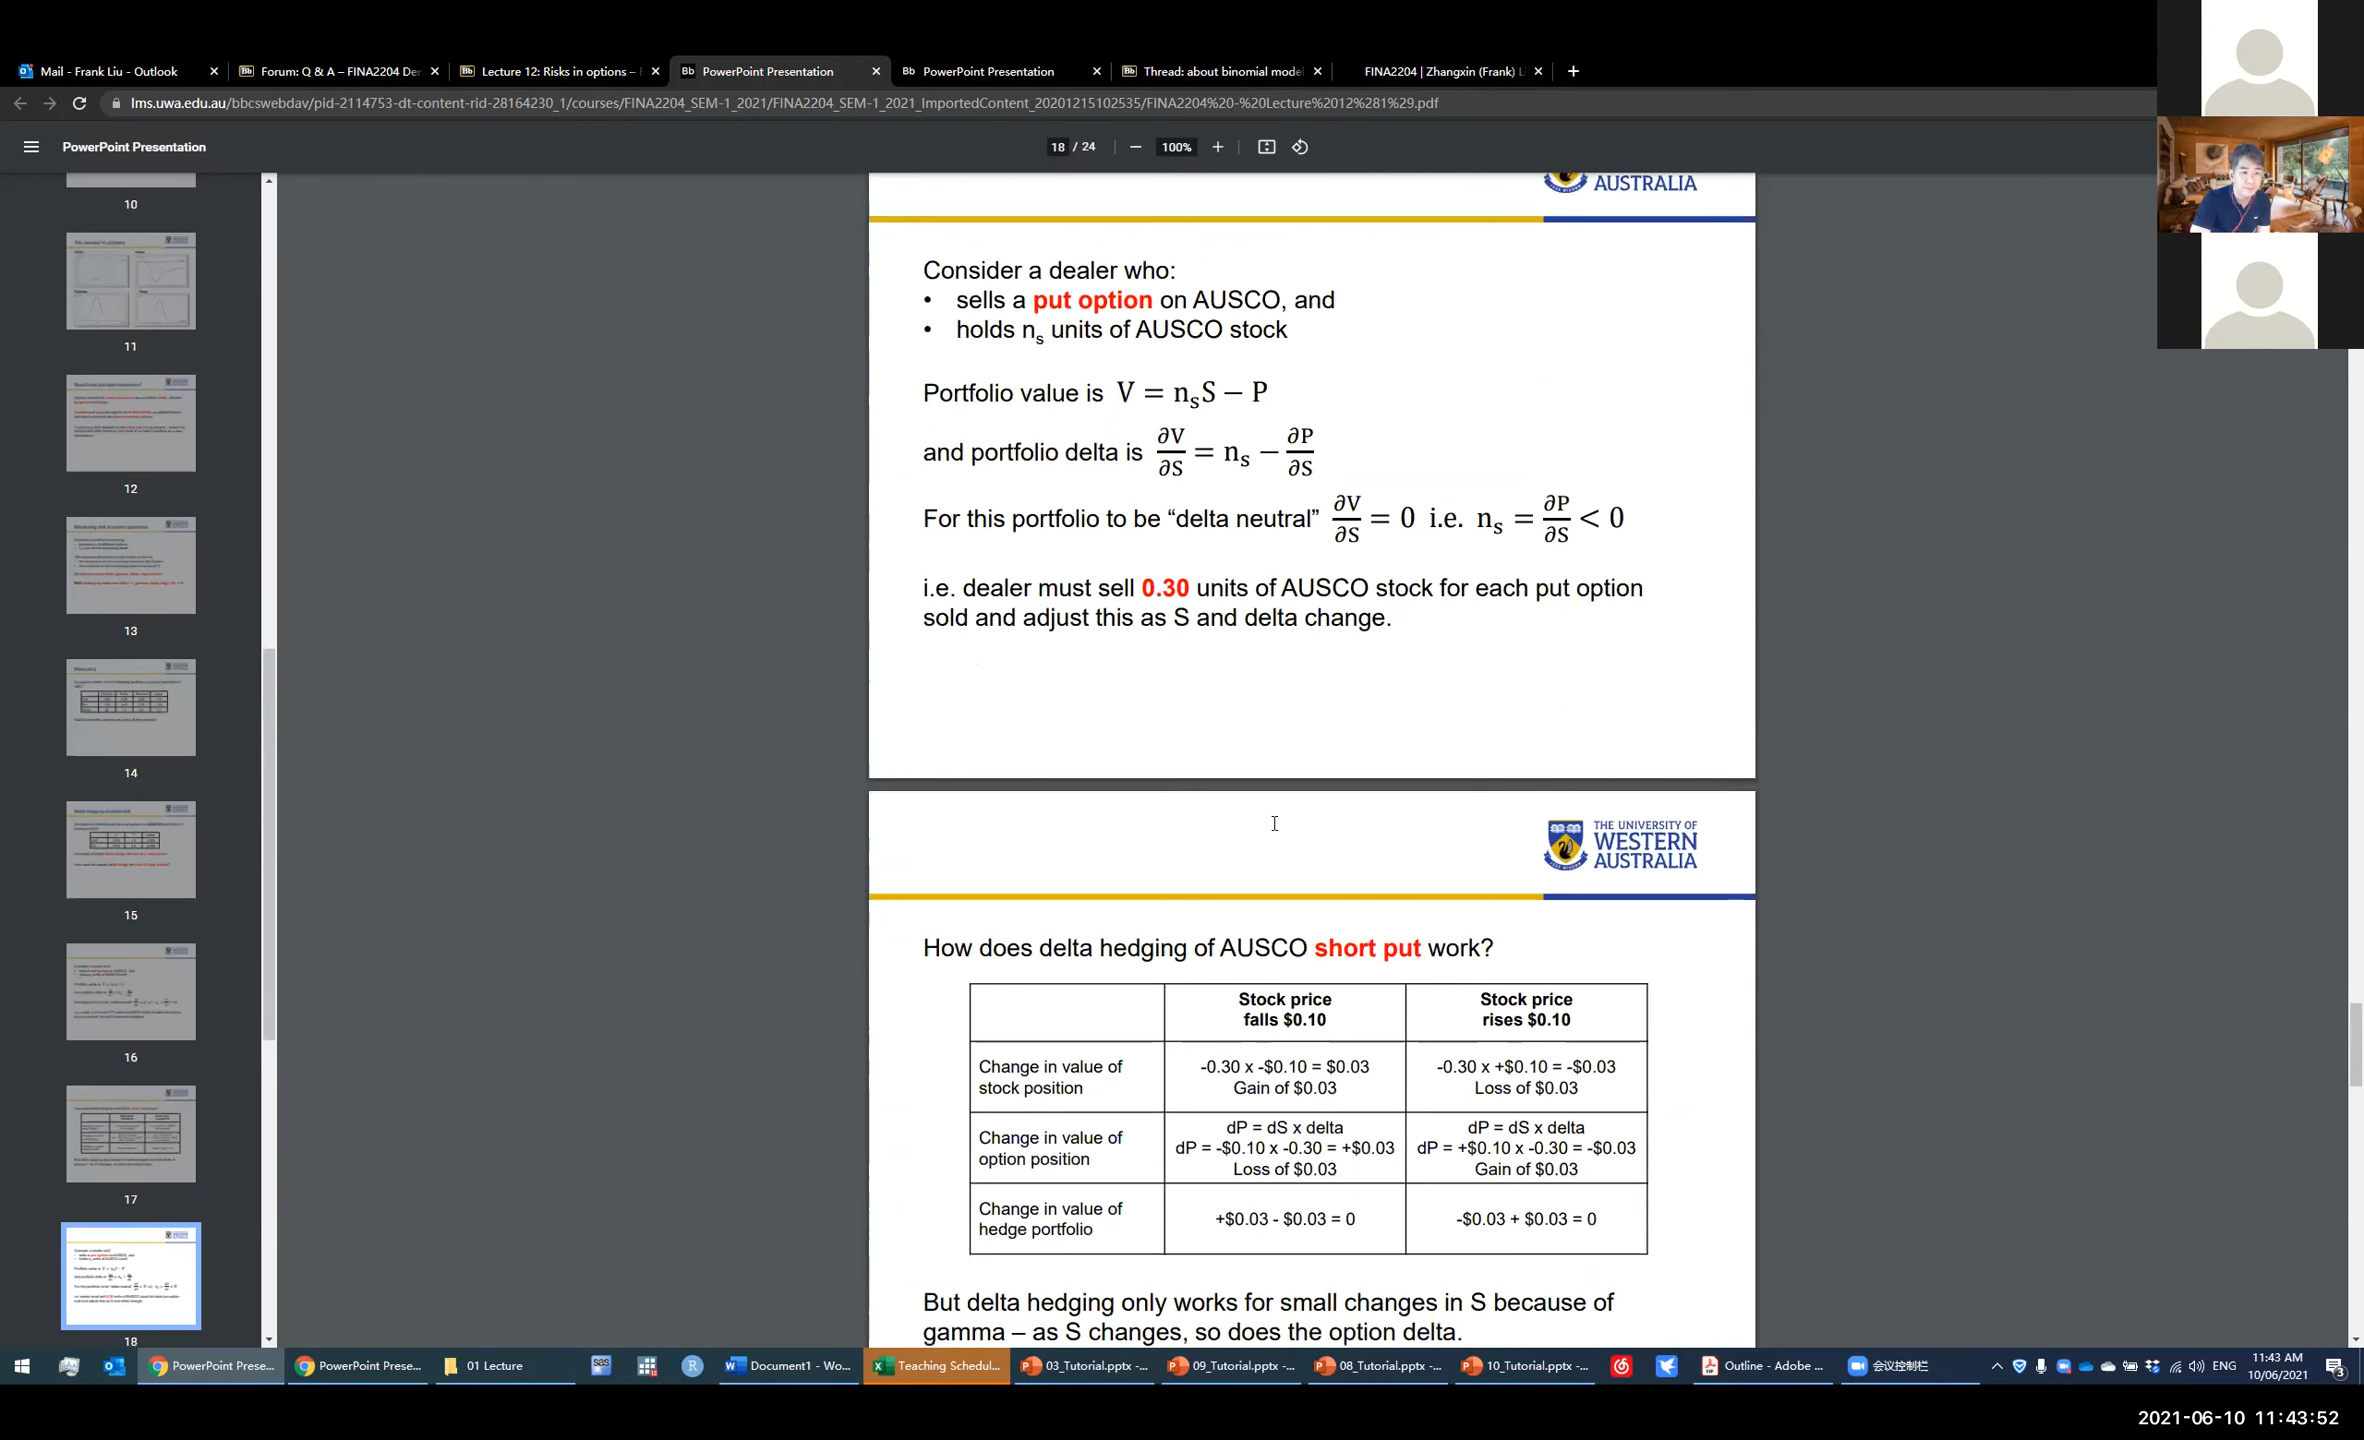 Mail - Frank Liu - Outlook
Forum: Q & A – FINA2204 Der
Lecture 12: Risks in options –
PowerPoint Presentation
PowerPoint Presentation
Thread: about binomial model
FINA2204 | Zhangxin (Frank) L
lms.uwa.edu.au/bbcswebdav/pid-2114753-dt-content-rid-28164230_1/courses/FINA2204_SEM-1_2021/FINA2204_SEM-1_2021_ImportedContent_20201215102535/FINA2204%20-%20Lecture%2012%281%29.pdf
PowerPoint Presentation
18 / 24
100%
10
11
12
13
14
15
16
17
18
AUSTRALIA
Consider a dealer who:
• sells a put option on AUSCO, and
• holds nₛ units of AUSCO stock
Portfolio value is V = nₛS − P
and portfolio delta is ∂V/∂S = nₛ − ∂P/∂S
For this portfolio to be “delta neutral” ∂V/∂S = 0 i.e. nₛ = ∂P/∂S < 0
i.e. dealer must sell 0.30 units of AUSCO stock for each put option
sold and adjust this as S and delta change.
THE UNIVERSITY OF
WESTERN
AUSTRALIA
How does delta hedging of AUSCO short put work?
Stock price
falls $0.10
Stock price
rises $0.10
Change in value of
stock position
-0.30 x -$0.10 = $0.03
Gain of $0.03
-0.30 x +$0.10 = -$0.03
Loss of $0.03
Change in value of
option position
dP = dS x delta
dP = -$0.10 x -0.30 = +$0.03
Loss of $0.03
dP = dS x delta
dP = +$0.10 x -0.30 = -$0.03
Gain of $0.03
Change in value of
hedge portfolio
+$0.03 - $0.03 = 0
-$0.03 + $0.03 = 0
But delta hedging only works for small changes in S because of
gamma – as S changes, so does the option delta.
PowerPoint Prese...
PowerPoint Prese...
01 Lecture
Document1 - Wo...
Teaching Schedul...
03_Tutorial.pptx -...
09_Tutorial.pptx -...
08_Tutorial.pptx -...
10_Tutorial.pptx -...
Outline - Adobe ...
会议控制栏
ENG
11:43 AM
10/06/2021
3
2021-06-10 11:43:52